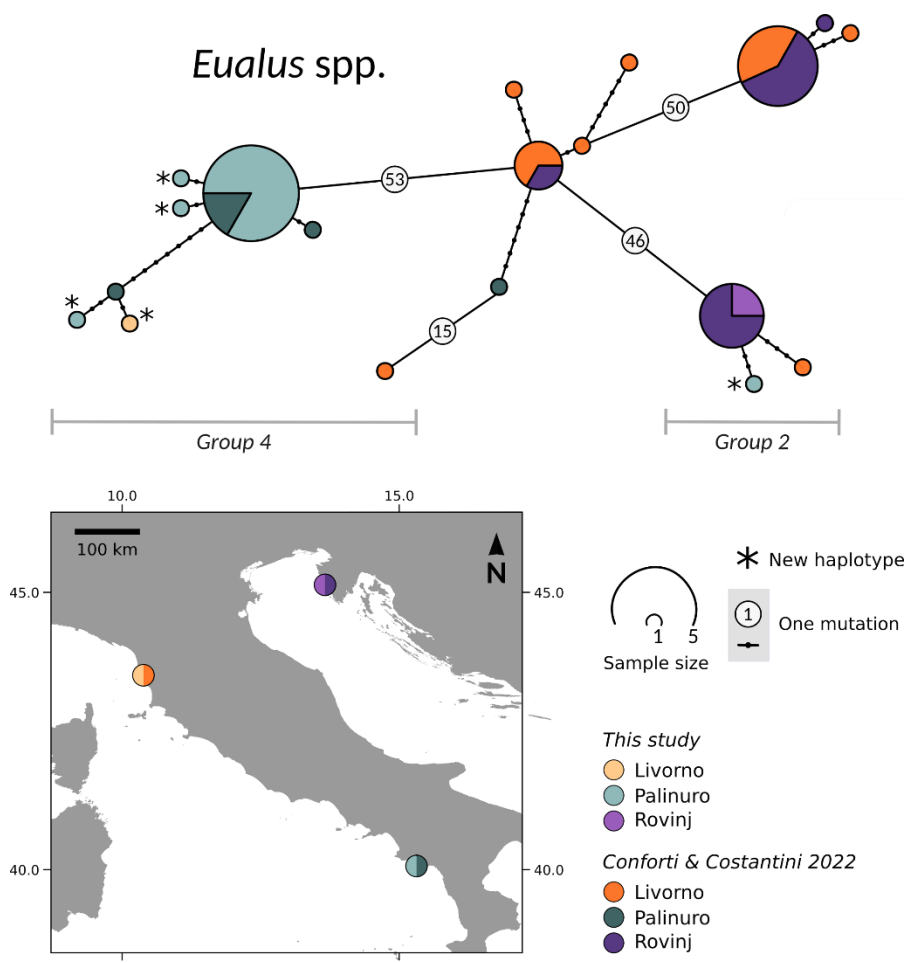 Eualus spp.
50
53
46
15
*
*
*
*
*
Group 4
Group 2
10.0
15.0
100 km
N
45.0
45.0
40.0
40.0
1
5
Sample size
* New haplotype
1
One mutation
This study
Livorno
Palinuro
Rovinj
Conforti & Costantini 2022
Livorno
Palinuro
Rovinj